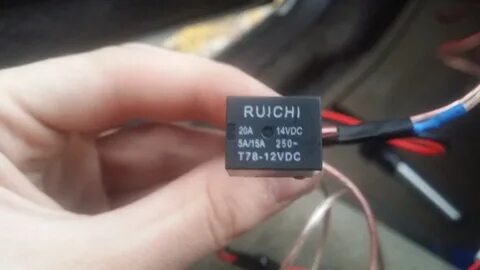 RUICHI
20A 14VDC
5A/15A 250~
T78-12VDC